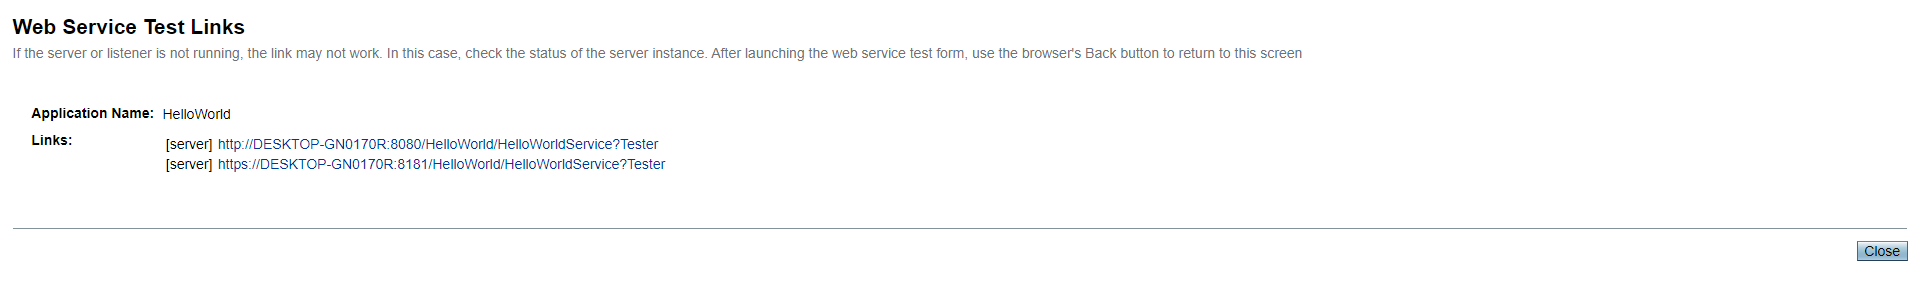 Web Service Test Links
If the server or listener is not running, the link may not work. In this case, check the status of the server instance. After launching the web service test form, use the browser's Back button to return to this screen
Application Name: HelloWorld
Links: [server] http://DESKTOP-GN0170R:8080/HelloWorld/HelloWorldService?Tester
[server] https://DESKTOP-GN0170R:8181/HelloWorld/HelloWorldService?Tester
Close